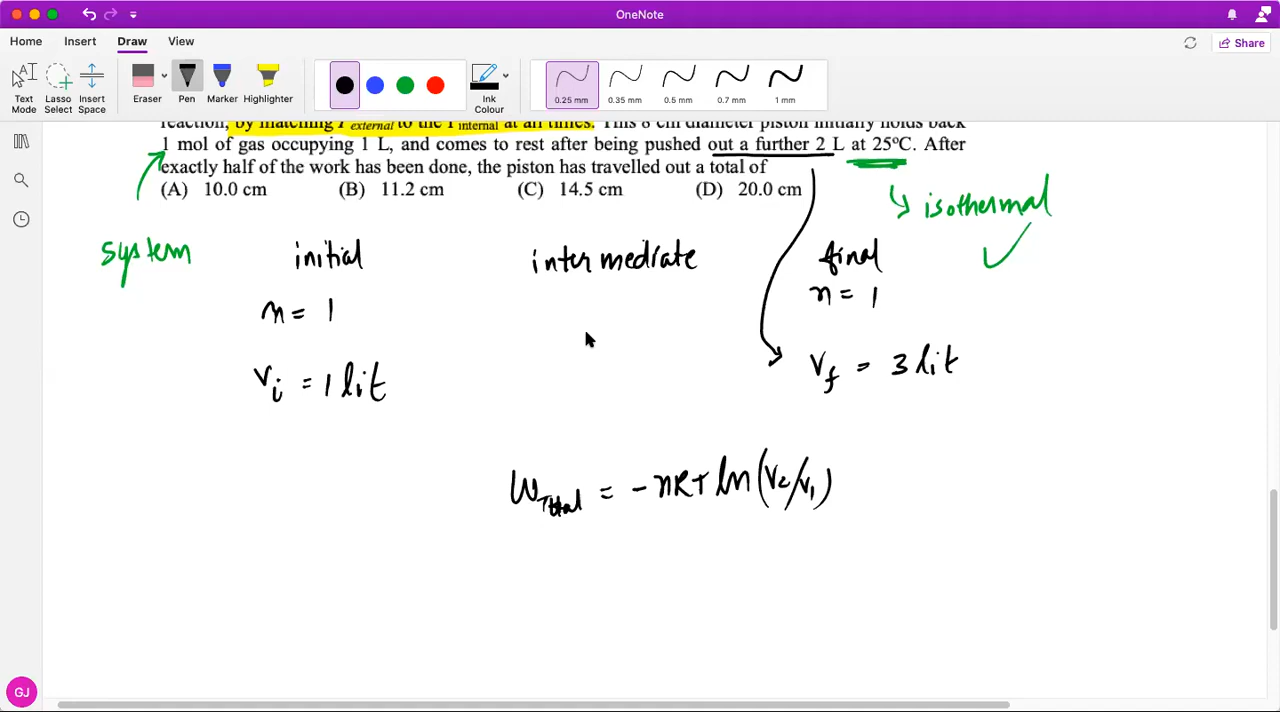 OneNote
Home Insert Draw View
Share
Text Mode
Lasso Select
Insert Space
Eraser
Pen
Marker
Highlighter
Ink Colour
0.25 mm 0.35 mm 0.5 mm 0.7 mm 1 mm
reaction, by matching P external to the P internal at all times. This 8 cm diameter piston initially holds back
1 mol of gas occupying 1 L, and comes to rest after being pushed out a further 2 L at 25°C. After
exactly half of the work has been done, the piston has travelled out a total of
(A) 10.0 cm (B) 11.2 cm (C) 14.5 cm (D) 20.0 cm
isothermal
system initial intermediate final
n = 1
n = 1
Vi = 1 lit
Vf = 3 lit
WTotal = -nRT ln(V2/V1)
GJ